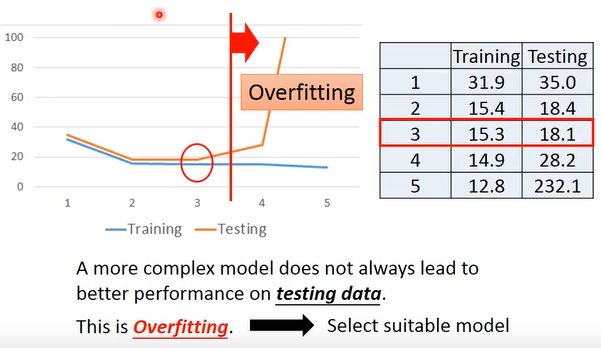 100
80
60
40
20
0
1 2 3 4 5
Training Testing
Overfitting
Training Testing
1 31.9 35.0
2 15.4 18.4
3 15.3 18.1
4 14.9 28.2
5 12.8 232.1
A more complex model does not always lead to
better performance on testing data.
This is Overfitting. Select suitable model